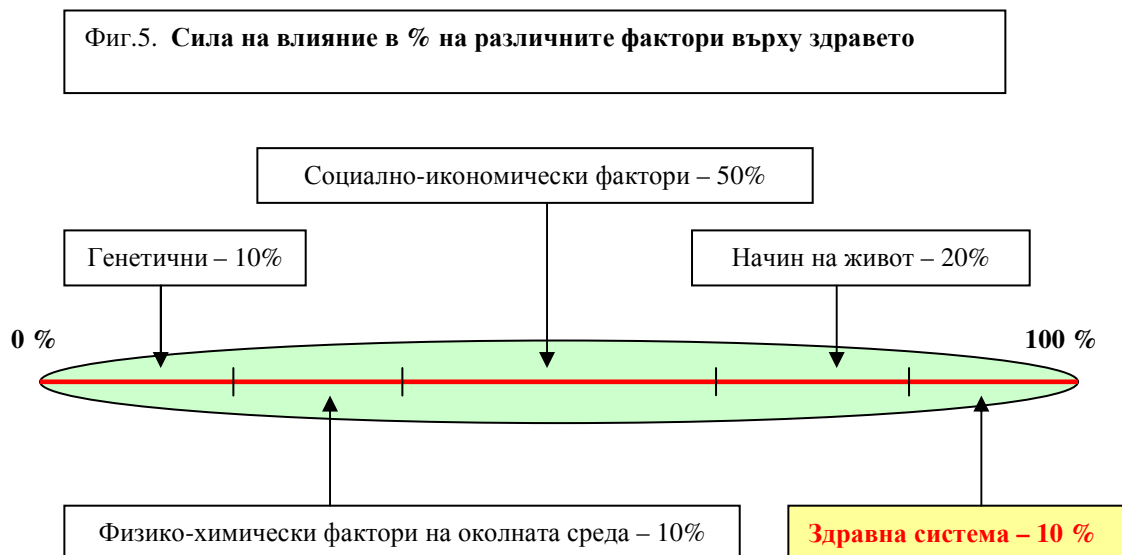 Фиг.5. Сила на влияние в % на различните фактори върху здравето
Социално-икономически фактори – 50%
Генетични – 10%
Начин на живот – 20%
0 %
100 %
Физико-химически фактори на околната среда – 10%
Здравна система – 10 %